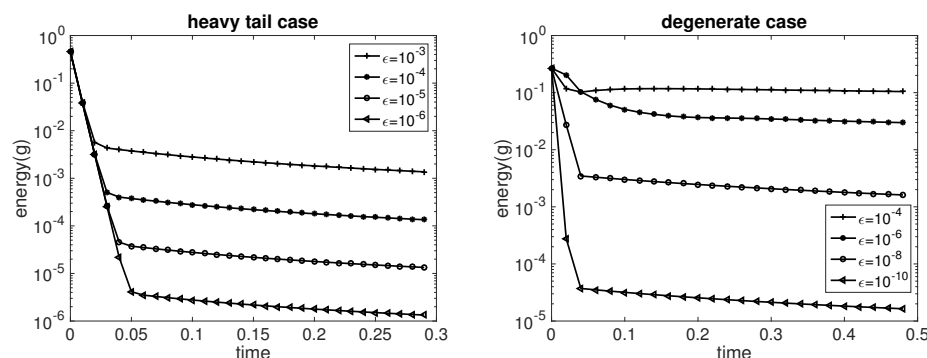 heavy tail case
10^0
10^-1
10^-2
10^-3
10^-4
10^-5
10^-6
energy(g)
0 0.05 0.1 0.15 0.2 0.25 0.3
time
ϵ=10^-3
ϵ=10^-4
ϵ=10^-5
ϵ=10^-6
degenerate case
10^0
10^-1
10^-2
10^-3
10^-4
10^-5
energy(g)
0 0.1 0.2 0.3 0.4 0.5
time
ϵ=10^-4
ϵ=10^-6
ϵ=10^-8
ϵ=10^-10